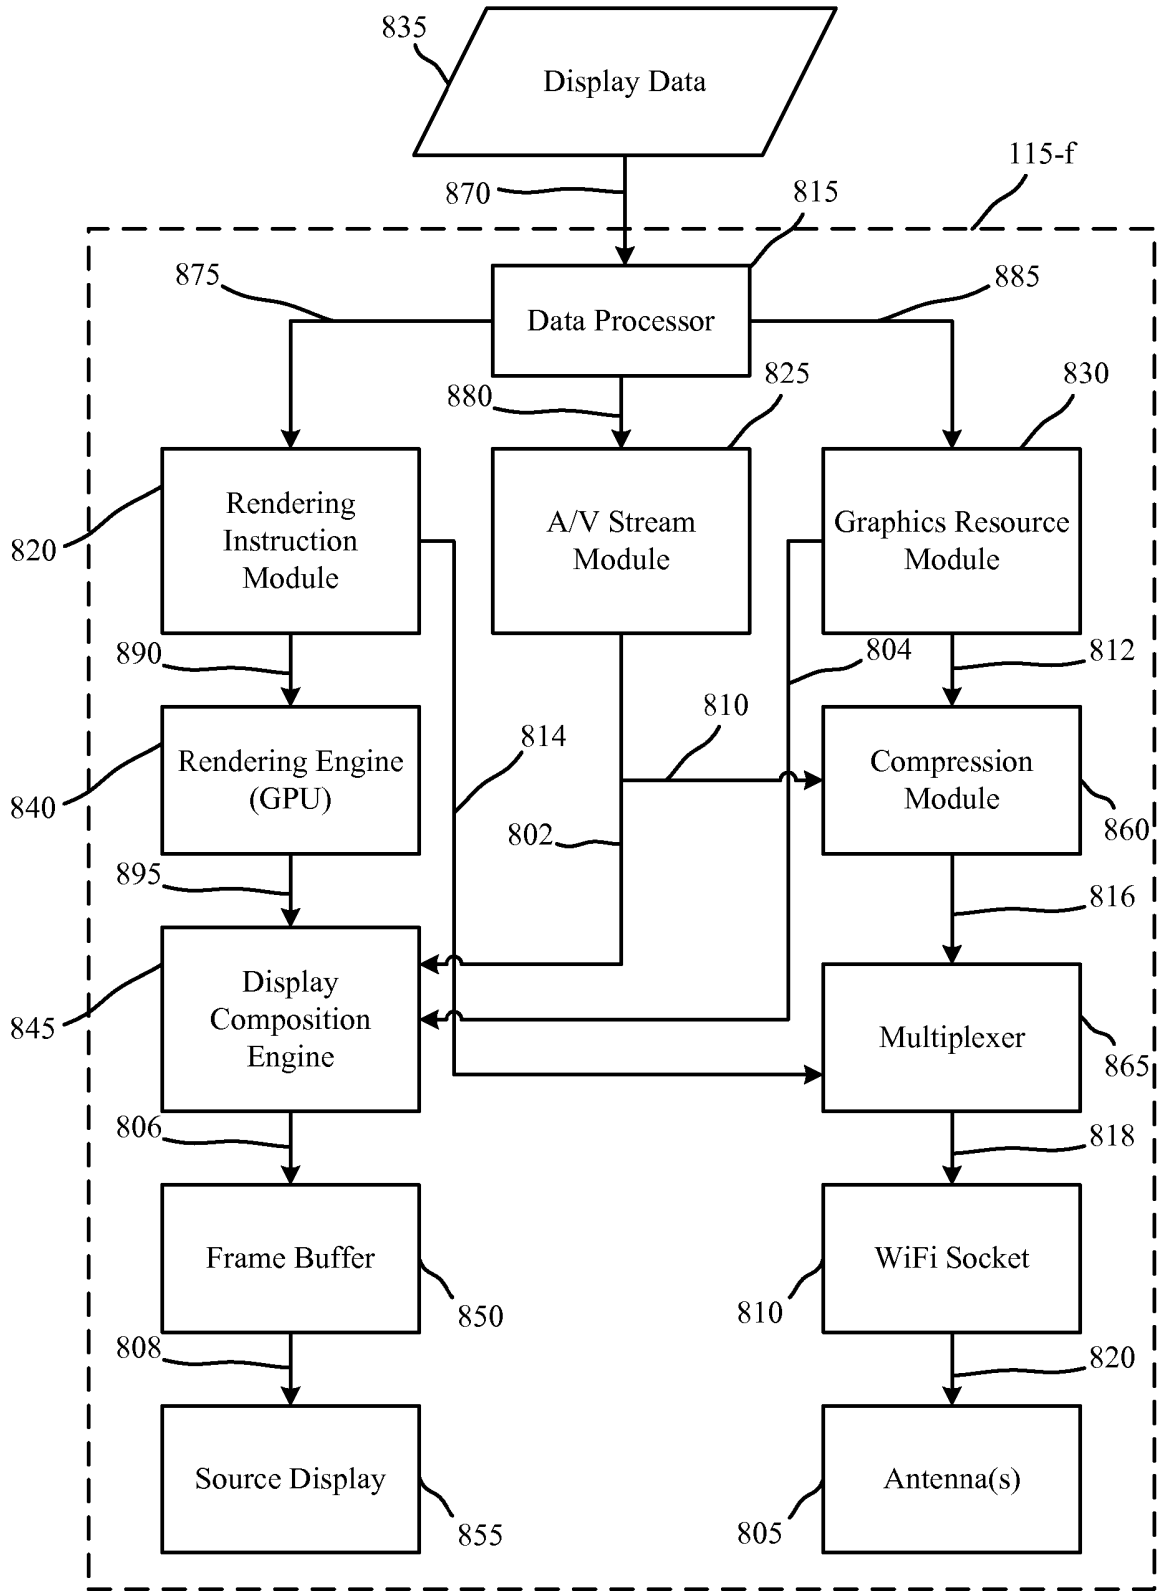 835
Display Data
115-f
870
815
875
885
Data Processor
880
825
830
Rendering
Instruction
Module
A/V Stream
Module
Graphics Resource
Module
820
890
804
812
810
814
Rendering Engine
(GPU)
Compression
Module
840
802
860
895
816
Display
Composition
Engine
845
Multiplexer
865
806
818
Frame Buffer
WiFi Socket
850
810
808
820
Source Display
Antenna(s)
855
805